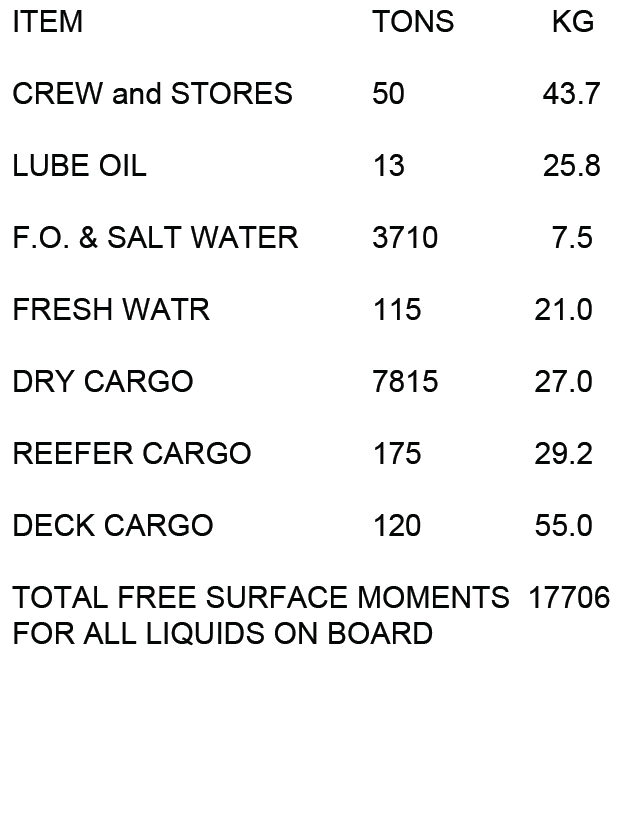 ITEM TONS KG
CREW and STORES 50 43.7
LUBE OIL 13 25.8
F.O. & SALT WATER 3710 7.5
FRESH WATR 115 21.0
DRY CARGO 7815 27.0
REEFER CARGO 175 29.2
DECK CARGO 120 55.0
TOTAL FREE SURFACE MOMENTS 17706
FOR ALL LIQUIDS ON BOARD